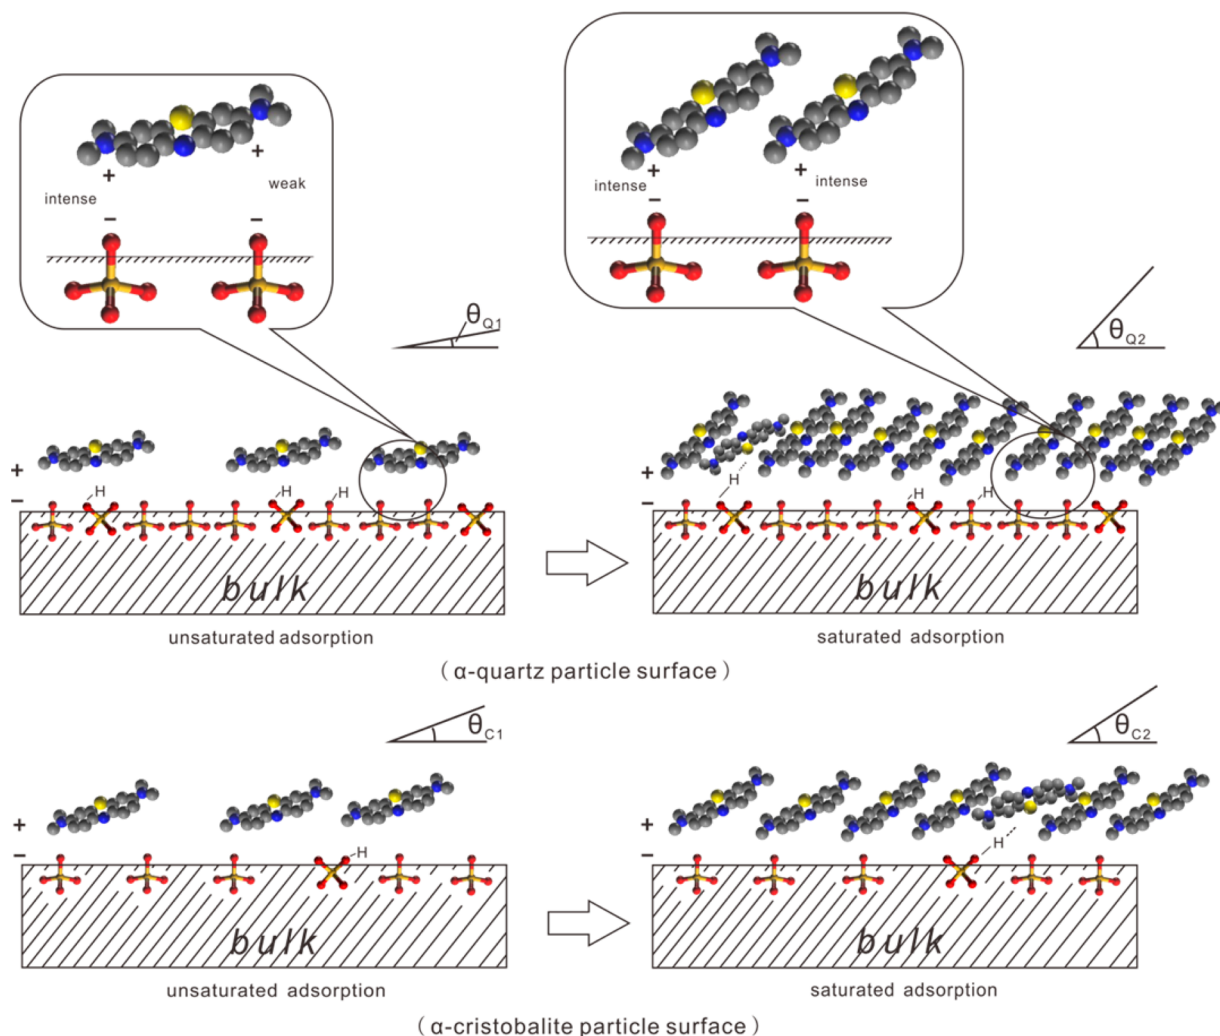 +
+
intense
weak
−
−
θQ1
+
−
H
H
H
bulk
unsaturated adsorption
+
+
intense
intense
−
−
θQ2
+
−
H
H
H
bulk
saturated adsorption
( α-quartz particle surface )
θC1
+
−
H
bulk
unsaturated adsorption
θC2
+
−
H
bulk
saturated adsorption
( α-cristobalite particle surface )